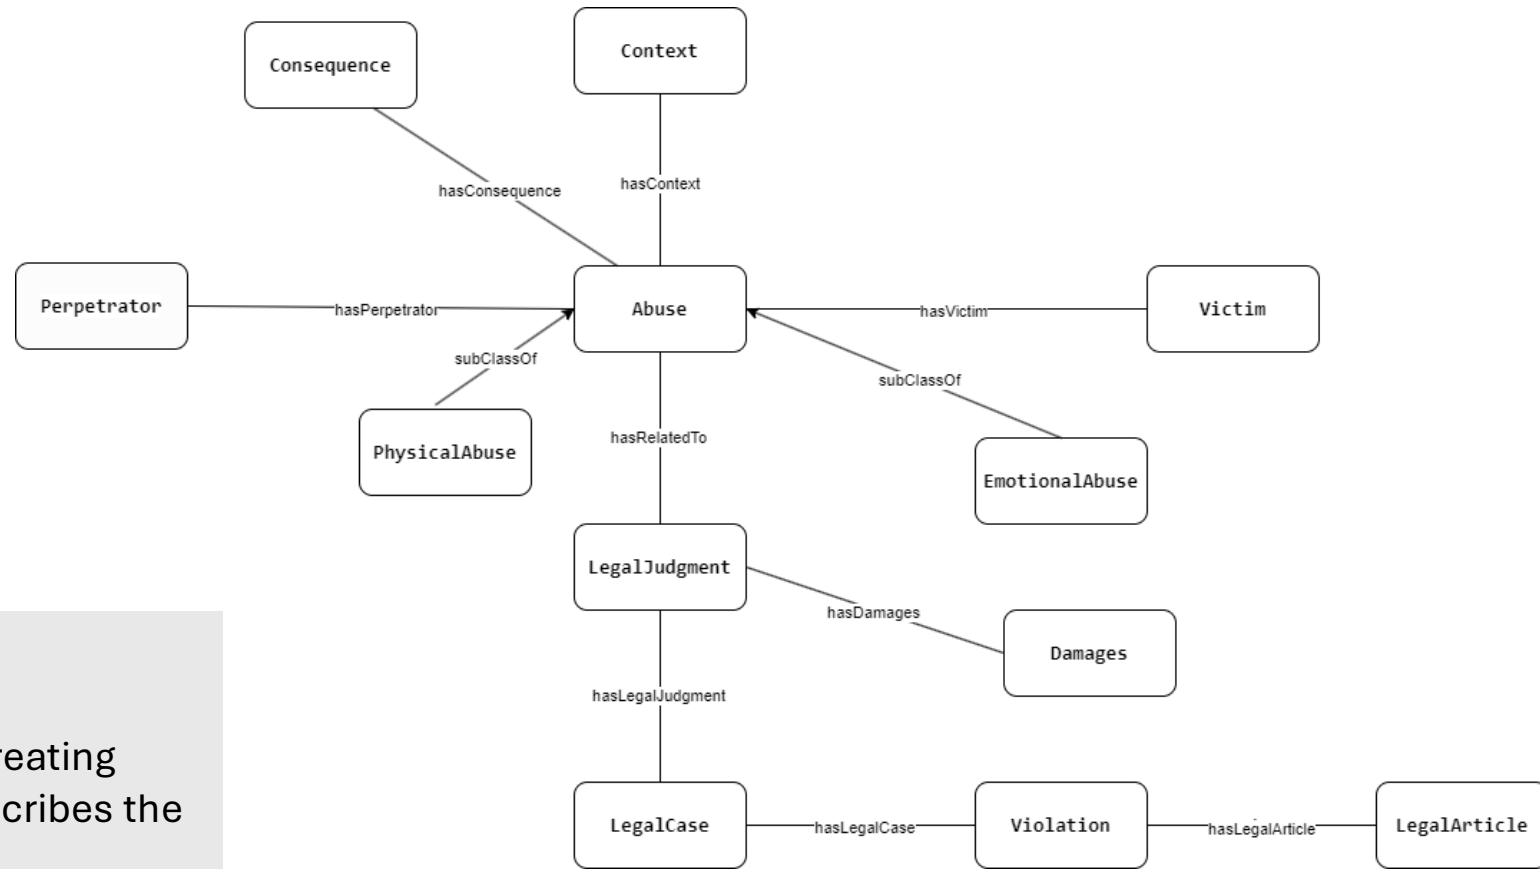 Context
Consequence
hasContext
hasConsequence
Perpetrator
hasPerpetrator
Abuse
hasVictim
Victim
subClassOf
subClassOf
PhysicalAbuse
hasRelatedTo
EmotionalAbuse
LegalJudgment
hasDamages
Damages
hasLegalJudgment
reating
cribes the
LegalCase
hasLegalCase
Violation
hasLegalArticle
LegalArticle